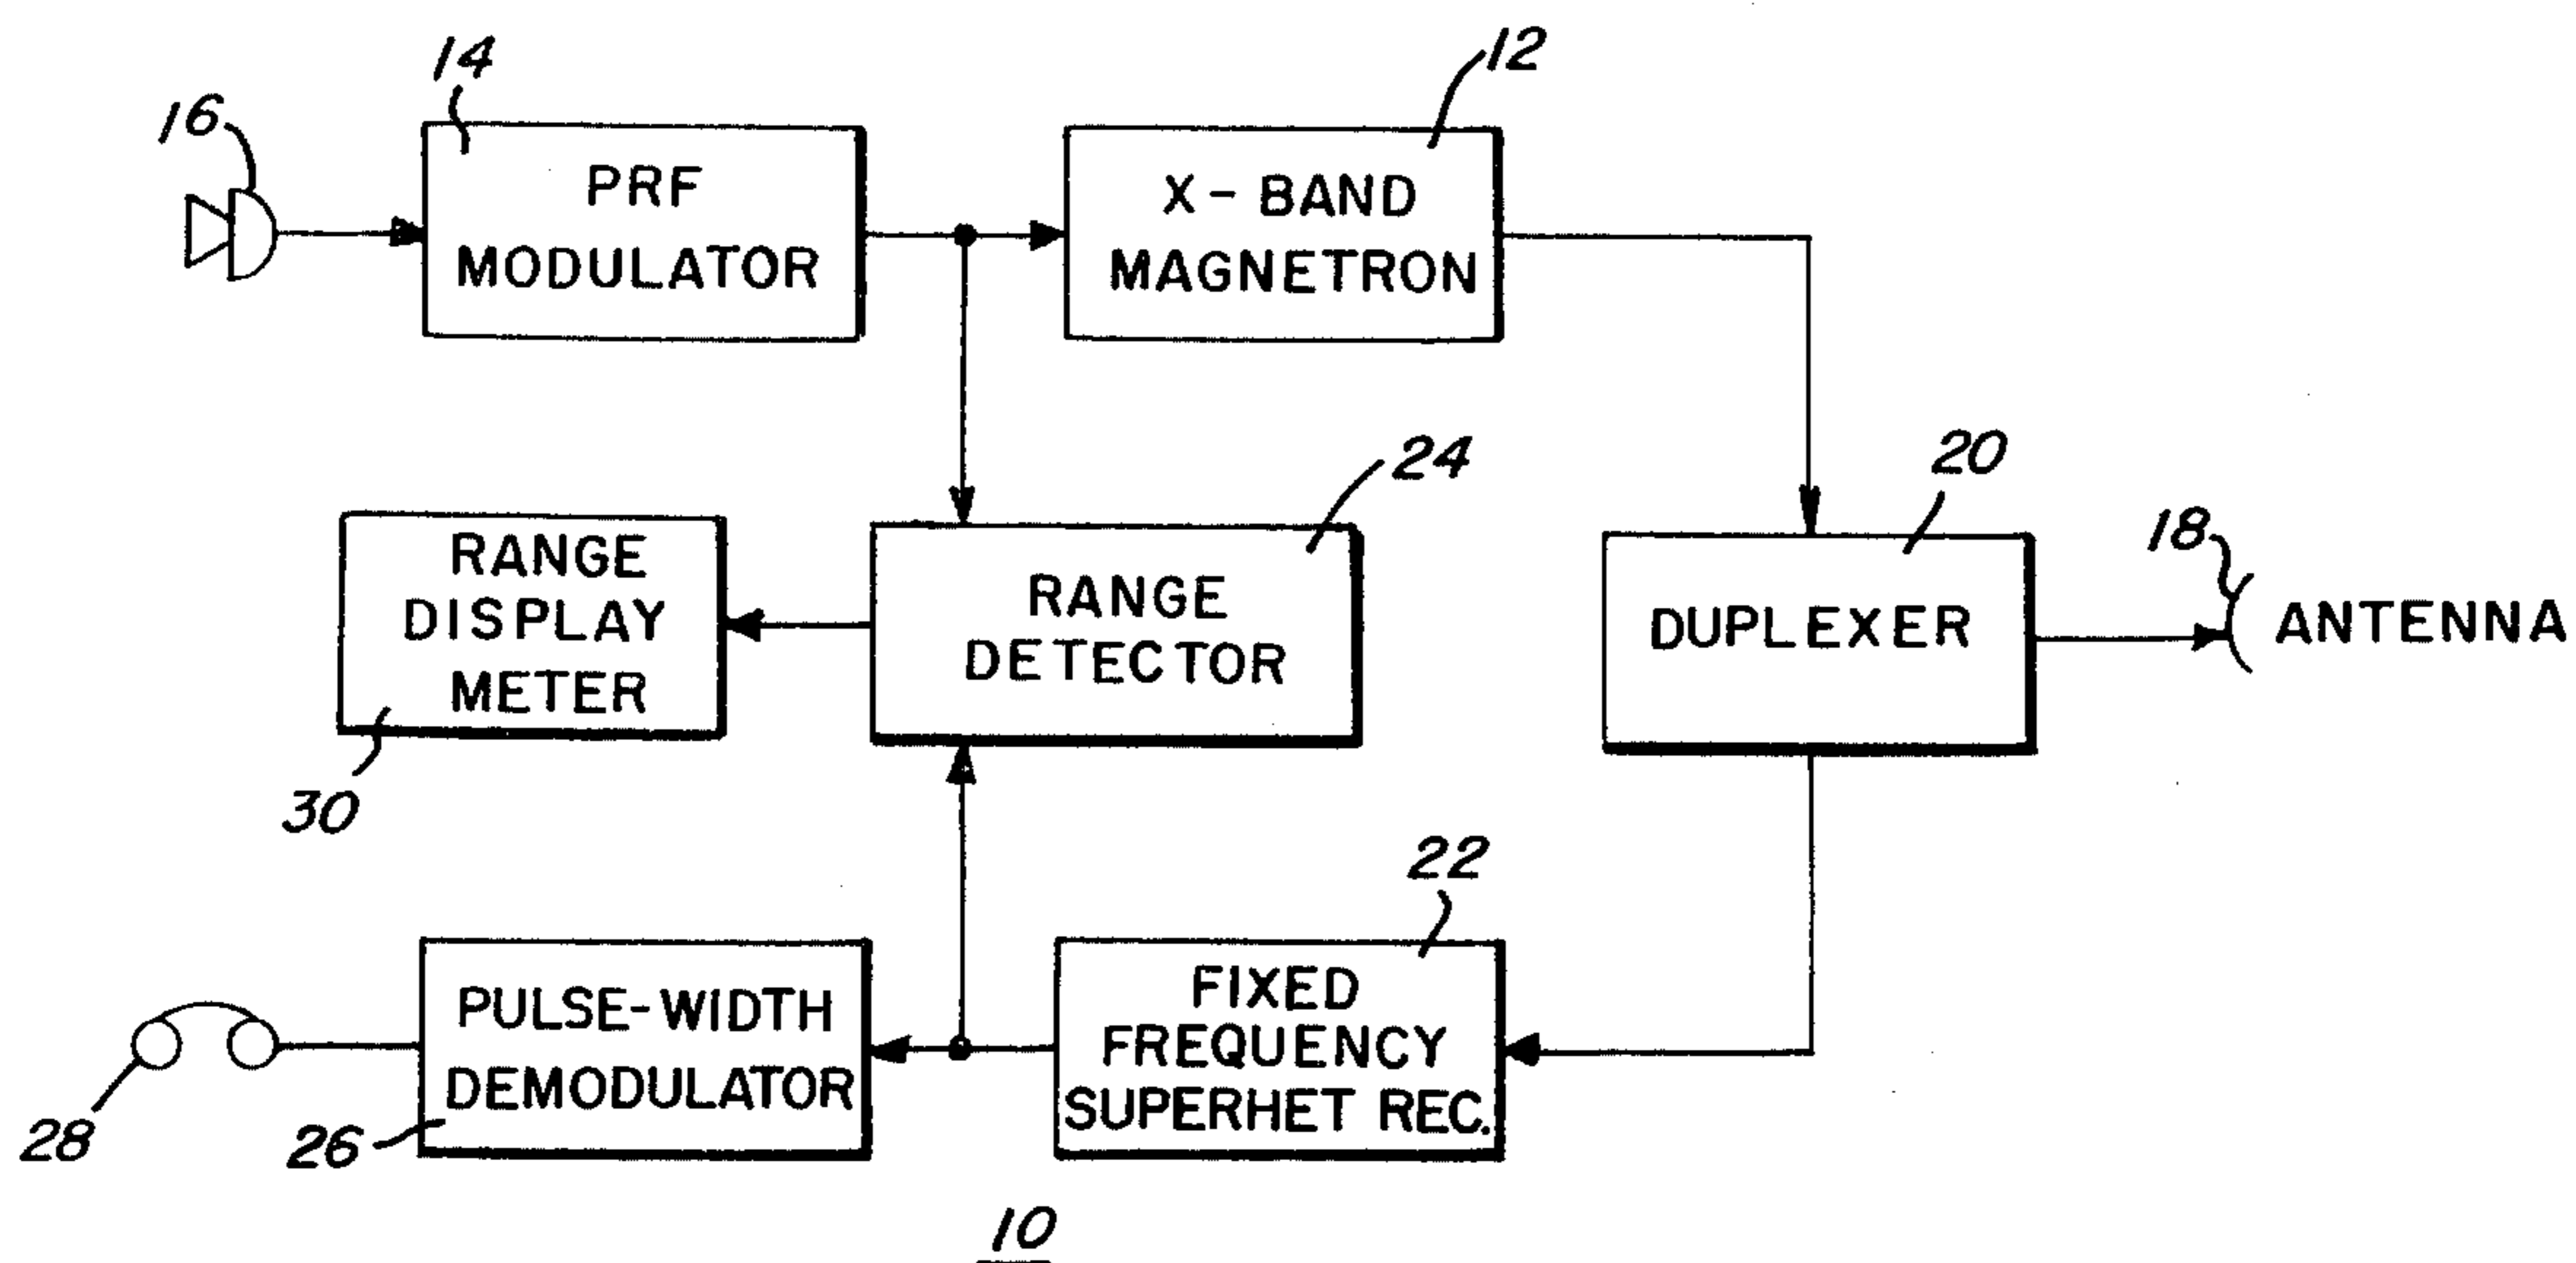 14
12
16
PRF
MODULATOR
X - BAND
MAGNETRON
24
20
18
RANGE
DISPLAY
METER
RANGE
DETECTOR
DUPLEXER
ANTENNA
30
22
PULSE-WIDTH
DEMODULATOR
FIXED
FREQUENCY
SUPERHET REC.
28
26
10